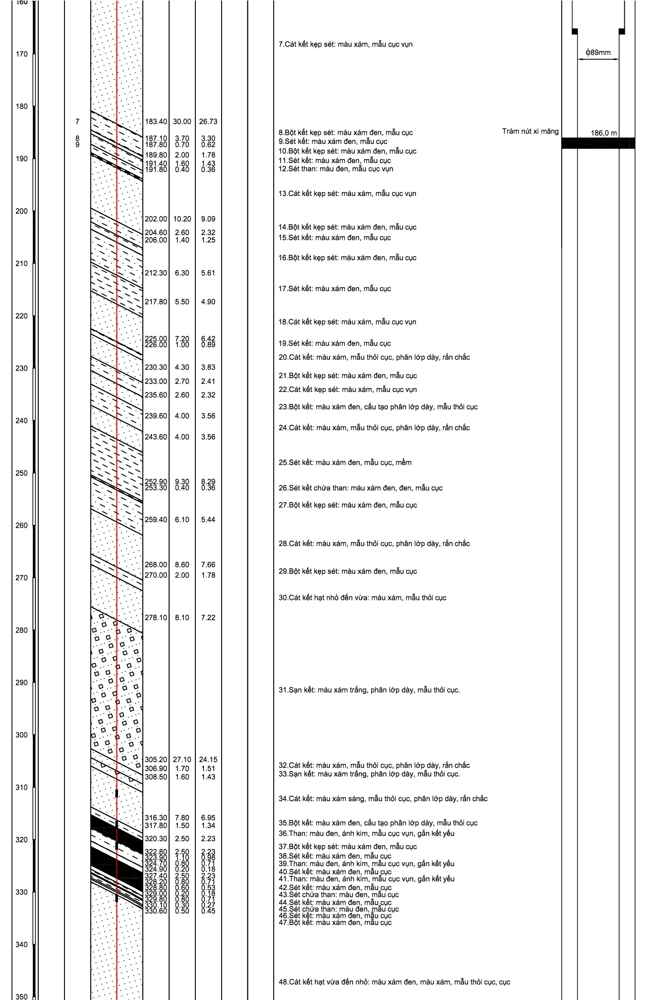 160
7.Cát kết kẹp sét: màu xám, mẫu cục vụn
ϕ89mm
170
180
7 183.40 30.00 26.73
8.Bột kết kẹp sét: màu xám đen, mẫu cục
Trám nút xi măng 186,0 m
8 187.10 3.70 3.30
9.Sét kết: màu xám đen, mẫu cục
9 187.80 0.70 0.62
10.Bột kết kẹp sét: màu xám đen, mẫu cục
189.80 2.00 1.78
190
11.Sét kết: màu xám đen, mẫu cục
191.40 1.60 1.43
12.Sét than: màu đen, mẫu cục vụn
191.80 0.40 0.36
13.Cát kết kẹp sét: màu xám, mẫu cục vụn
200
202.00 10.20 9.09
14.Bột kết kẹp sét: màu xám đen, mẫu cục
204.60 2.60 2.32
15.Sét kết: màu xám đen, mẫu cục
206.00 1.40 1.25
16.Bột kết kẹp sét: màu xám đen, mẫu cục
210
212.30 6.30 5.61
17.Sét kết: màu xám đen, mẫu cục
217.80 5.50 4.90
220
18.Cát kết kẹp sét: màu xám, mẫu cục vụn
225.00 7.20 6.42
19.Sét kết: màu xám đen, mẫu cục
226.00 1.00 0.89
20.Cát kết: màu xám, mẫu thỏi cục, phân lớp dày, rắn chắc
230 230.30 4.30 3.83
21.Bột kết kẹp sét: màu xám đen, mẫu cục
233.00 2.70 2.41
22.Cát kết kẹp sét: màu xám, mẫu cục vụn
235.60 2.60 2.32
23.Bột kết: màu xám đen, cấu tạo phân lớp dày, mẫu thỏi cục
239.60 4.00 3.56
240
24.Cát kết: màu xám, mẫu thỏi cục, phân lớp dày, rắn chắc
243.60 4.00 3.56
25.Sét kết: màu xám đen, mẫu cục, mềm
250
252.90 9.30 8.29
253.30 0.40 0.36
26.Sét kết chứa than: màu xám đen, đen, mẫu cục
27.Bột kết kẹp sét: màu xám đen, mẫu cục
259.40 6.10 5.44
260
28.Cát kết: màu xám, mẫu thỏi cục, phân lớp dày, rắn chắc
268.00 8.60 7.66
29.Bột kết kẹp sét: màu xám đen, mẫu cục
270.00 2.00 1.78
270
30.Cát kết hạt nhỏ đến vừa: màu xám, mẫu thỏi cục
278.10 8.10 7.22
280
290
31.Sạn kết: màu xám trắng, phân lớp dày, mẫu thỏi cục.
300
305.20 27.10 24.15
32.Cát kết: màu xám, mẫu thỏi cục, phân lớp dày, rắn chắc
306.90 1.70 1.51
33.Sạn kết: màu xám trắng, phân lớp dày, mẫu thỏi cục.
308.50 1.60 1.43
310
34.Cát kết: màu xám sáng, mẫu thỏi cục, phân lớp dày, rắn chắc
316.30 7.80 6.95
35.Bột kết: màu xám đen, cấu tạo phân lớp dày, mẫu thỏi cục
317.80 1.50 1.34
36.Than: màu đen, ánh kim, mẫu cục vụn, gắn kết yếu
320 320.30 2.50 2.23
37.Bột kết kẹp sét: màu xám đen, mẫu cục
322.80 2.50 2.23
38.Sét kết: màu xám đen, mẫu cục
323.90 1.10 0.98
39.Than: màu đen, ánh kim, mẫu cục vụn, gắn kết yếu
324.70 0.80 0.71
324.90 0.20 0.18
40.Sét kết: màu xám đen, mẫu cục
327.40 2.50 2.23
41.Than: màu đen, ánh kim, mẫu cục vụn, gắn kết yếu
328.20 0.80 0.71
42.Sét kết: màu xám đen, mẫu cục
328.80 0.60 0.53
330 329.00 0.20 0.18
43.Sét chứa than: màu đen, mẫu cục
329.80 0.80 0.71
44.Sét kết: màu xám đen, mẫu cục
330.10 0.30 0.27
45.Sét chứa than: màu đen, mẫu cục
330.60 0.50 0.45
46.Sét kết: màu xám đen, mẫu cục
47.Bột kết: màu xám đen, mẫu cục
340
48.Cát kết hạt vừa đến nhỏ: màu xám đen, màu xám, mẫu thỏi cục, cục
350